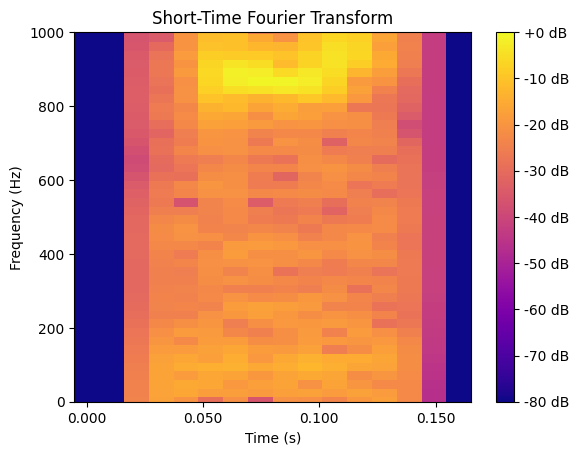 Short-Time Fourier Transform
1000
800
600
400
200
0
Frequency (Hz)
0.000
0.050
0.100
0.150
Time (s)
+0 dB
-10 dB
-20 dB
-30 dB
-40 dB
-50 dB
-60 dB
-70 dB
-80 dB